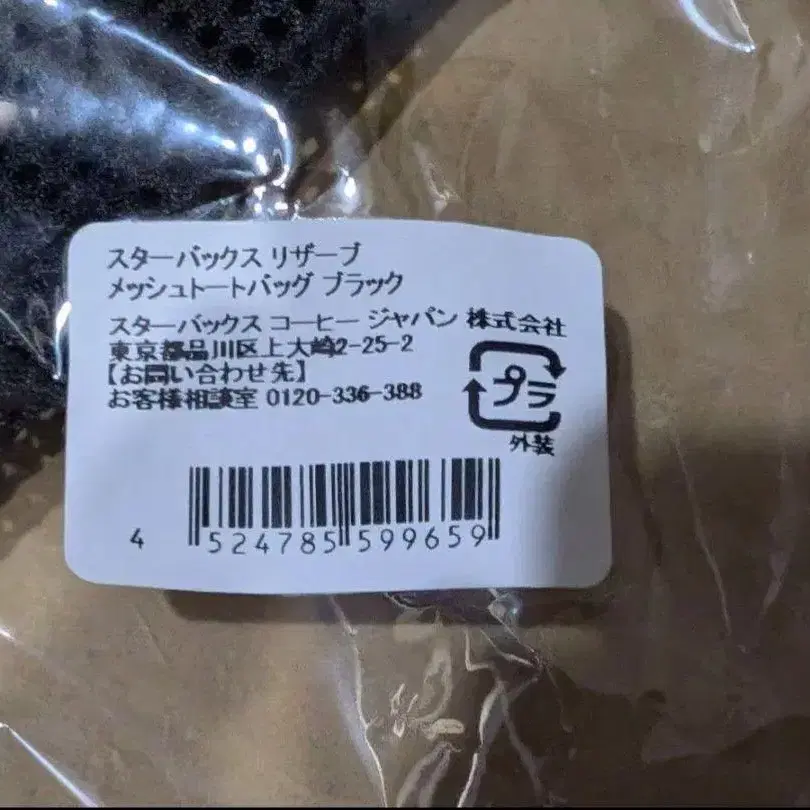 スターバックス リザーブ
メッシュトートバッグ ブラック
スターバックス コーヒー ジャパン 株式会社
東京都品川区上大崎2-25-2
【お問い合わせ先】
お客様相談室 0120-336-388
プラ
外装
4 524785 599659